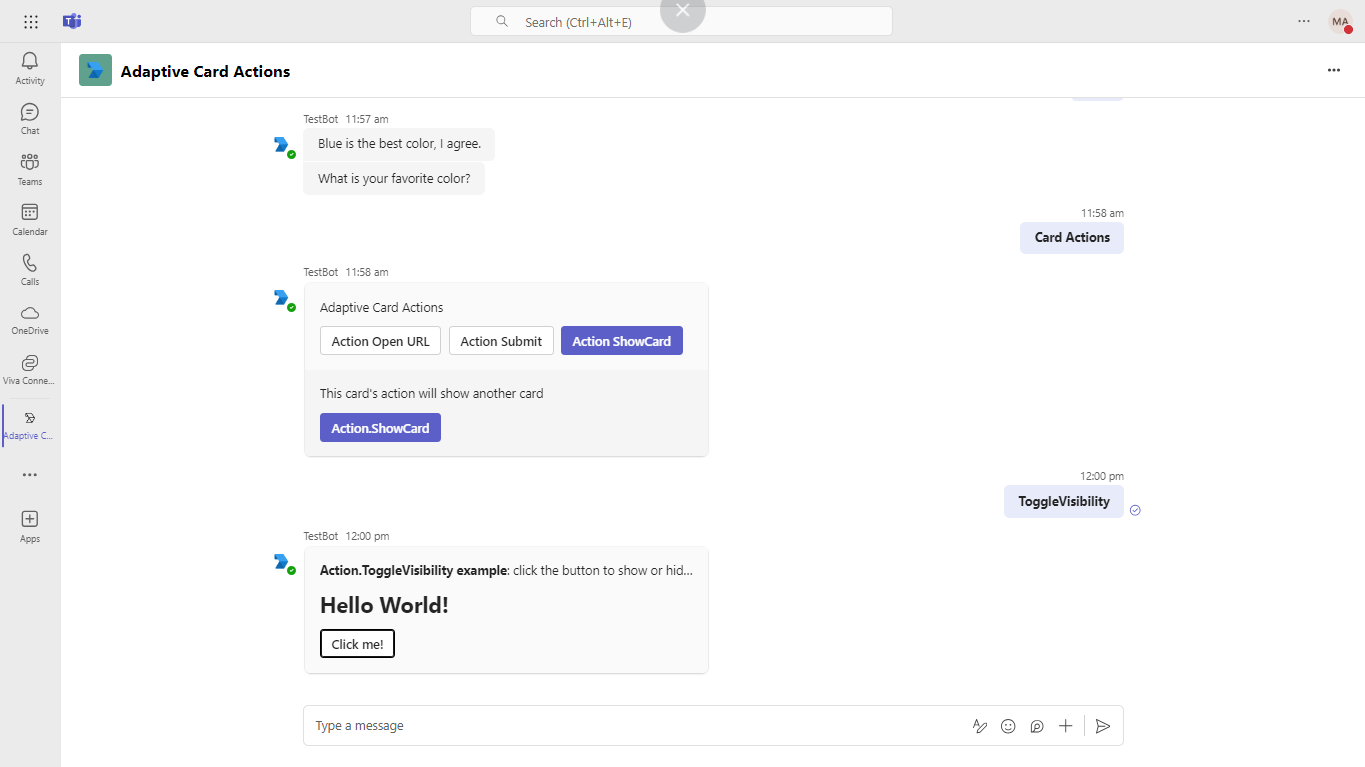 Search (Ctrl+Alt+E)
MA
Activity
Chat
Teams
Calendar
Calls
OneDrive
Viva Conne...
Adaptive C...
Apps
Adaptive Card Actions
TestBot 11:57 am
Blue is the best color, I agree.
What is your favorite color?
11:58 am
Card Actions
TestBot 11:58 am
Adaptive Card Actions
Action Open URL Action Submit Action ShowCard
This card's action will show another card
Action.ShowCard
12:00 pm
ToggleVisibility
TestBot 12:00 pm
Action.ToggleVisibility example: click the button to show or hid...
Hello World!
Click me!
Type a message